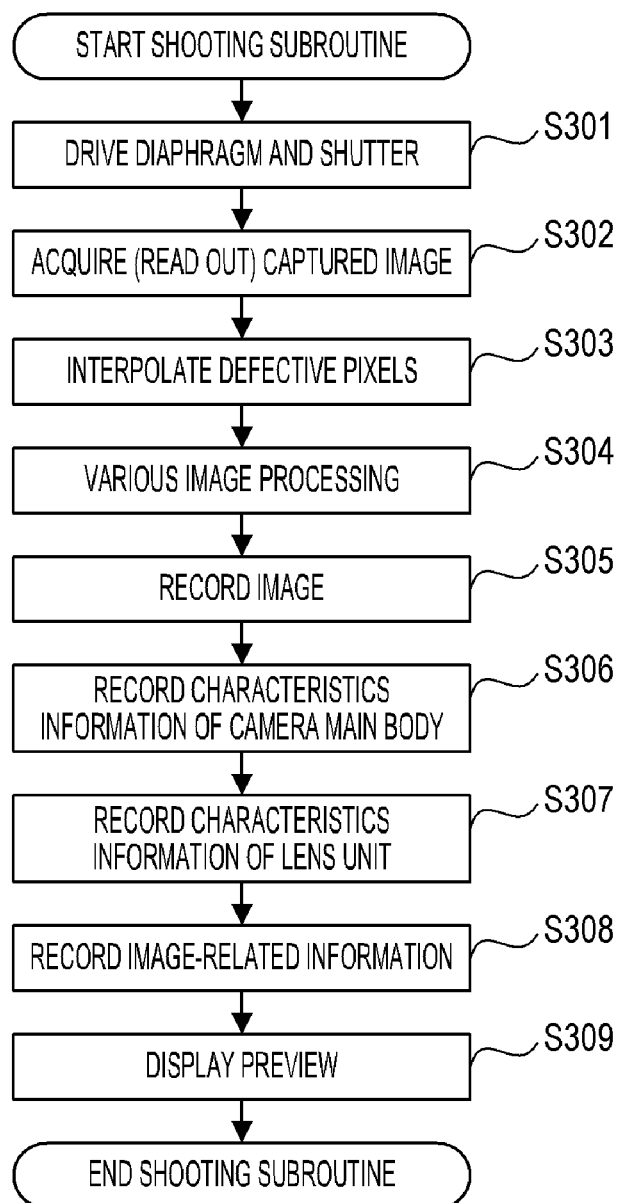 START SHOOTING SUBROUTINE
S301
DRIVE DIAPHRAGM AND SHUTTER
S302
ACQUIRE (READ OUT) CAPTURED IMAGE
S303
INTERPOLATE DEFECTIVE PIXELS
S304
VARIOUS IMAGE PROCESSING
S305
RECORD IMAGE
S306
RECORD CHARACTERISTICS
INFORMATION OF CAMERA MAIN BODY
S307
RECORD CHARACTERISTICS
INFORMATION OF LENS UNIT
S308
RECORD IMAGE-RELATED INFORMATION
S309
DISPLAY PREVIEW
END SHOOTING SUBROUTINE